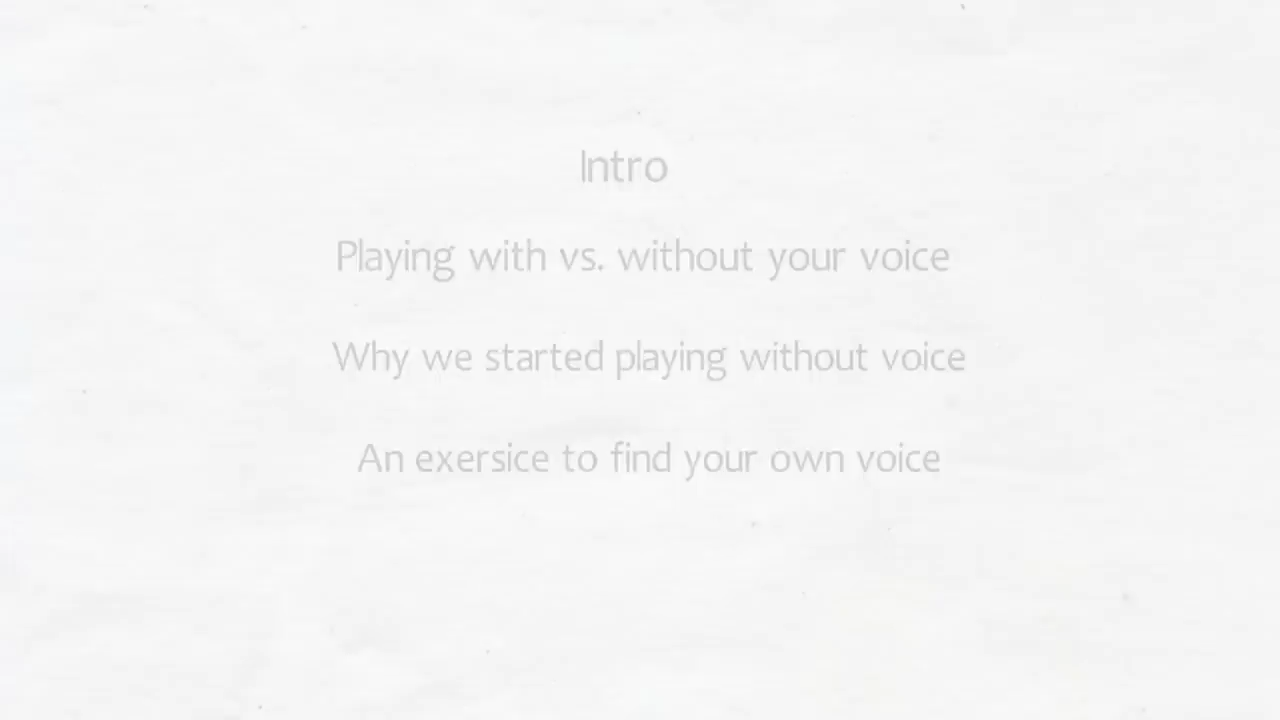 Intro
Playing with vs. without your voice
Why we started playing without voice
An exersice to find your own voice